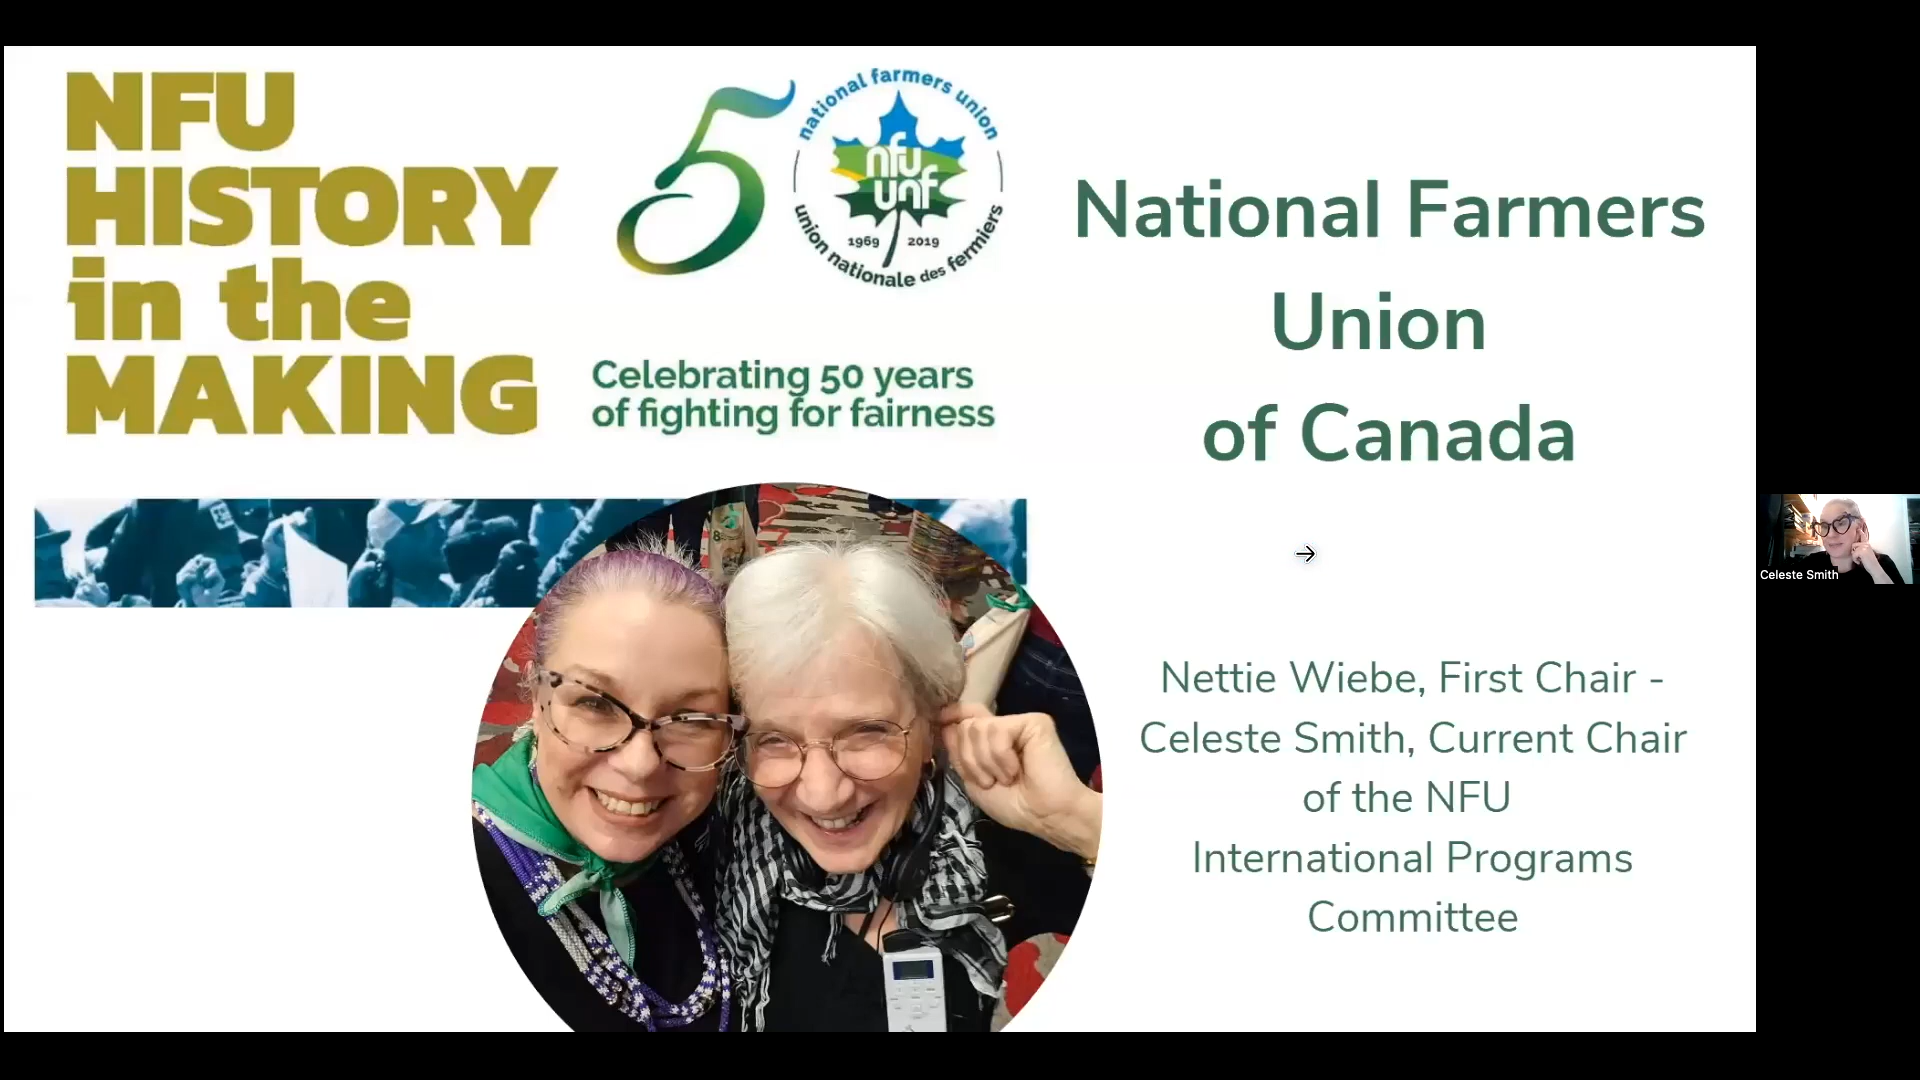 NFU
HISTORY
in the
MAKING
50
national farmers union
nfu
unf
1969 2019
union nationale des fermiers
Celebrating 50 years
of fighting for fairness
National Farmers
Union
of Canada
Nettie Wiebe, First Chair -
Celeste Smith, Current Chair
of the NFU
International Programs
Committee
Celeste Smith